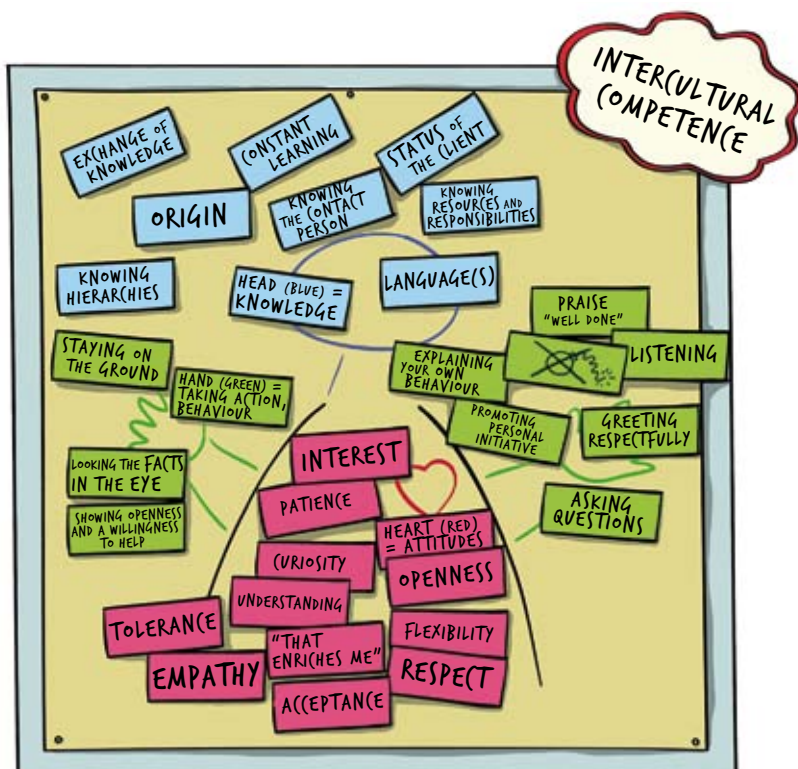 INTERCULTURAL
COMPETENCE
EXCHANGE OF
KNOWLEDGE
CONSTANT
LEARNING
STATUS OF
THE CLIENT
ORIGIN
KNOWING
THE CONTACT
PERSON
KNOWING
RESOURCES AND
RESPONSIBILITIES
KNOWING
HIERARCHIES
HEAD (BLUE) =
KNOWLEDGE
LANGUAGE(S)
PRAISE
"WELL DONE"
STAYING ON
THE GROUND
HAND (GREEN) =
TAKING ACTION,
BEHAVIOUR
EXPLAINING
YOUR OWN
BEHAVIOUR
LISTENING
PROMOTING
PERSONAL
INITIATIVE
GREETING
RESPECTFULLY
LOOKING THE FACTS
IN THE EYE
SHOWING OPENNESS
AND A WILLINGNESS
TO HELP
ASKING
QUESTIONS
INTEREST
PATIENCE
HEART (RED)
= ATTITUDES
CURIOSITY
OPENNESS
UNDERSTANDING
TOLERANCE
FLEXIBILITY
"THAT
ENRICHES ME"
EMPATHY
RESPECT
ACCEPTANCE